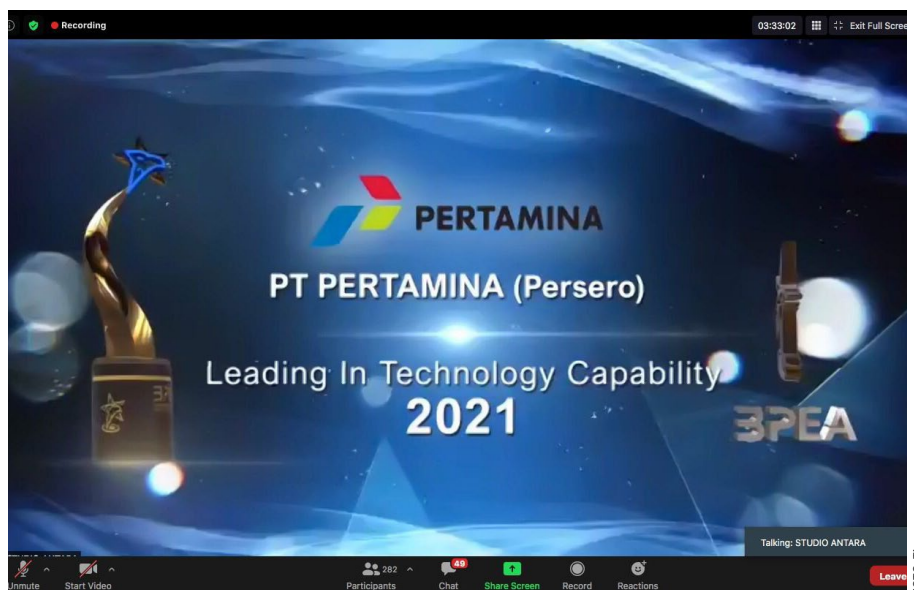 Recording
03:33:02
Exit Full Scree
PERTAMINA
PT PERTAMINA (Persero)
Leading In Technology Capability
2021
BPEA
Talking: STUDIO ANTARA
282
49
Unmute
Start Video
Participants
Chat
Share Screen
Record
Reactions
Leave